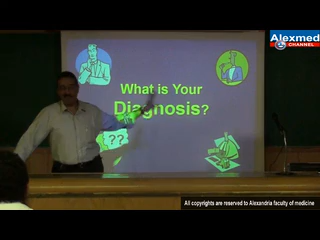 Alexmed
CHANNEL
What is Your
Diagnosis?
??
All copyrights are reserved to Alexandria faculty of medicine